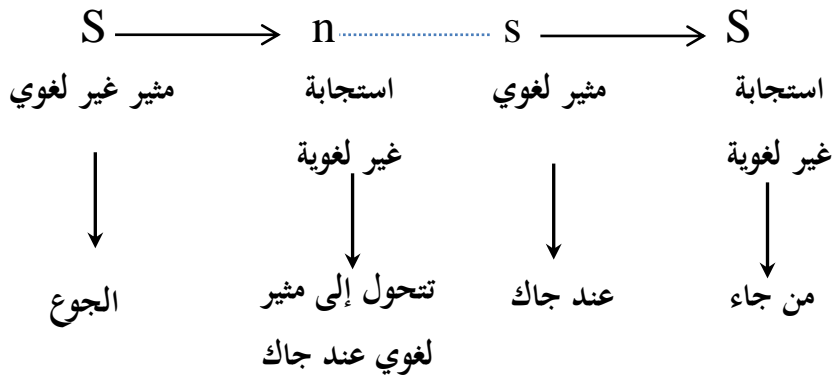 S n s S
مثير غير لغوي استجابة مثير لغوي استجابة
غير لغوية غير لغوية
الجوع تتحول إلى مثير عند جاك من جاء
لغوي عند جاك